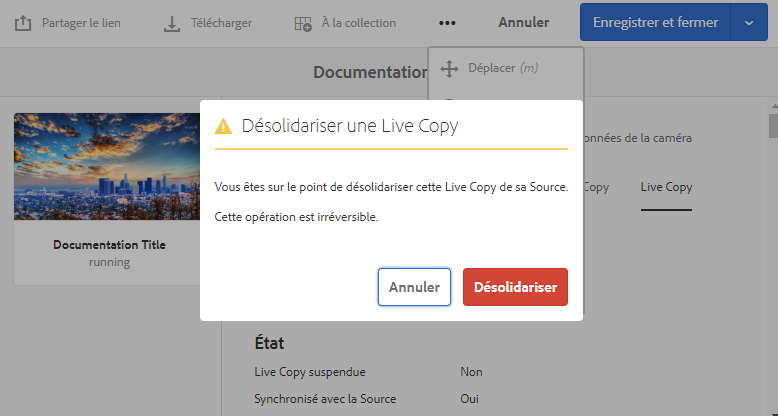 Partager le lien
Télécharger
À la collection
Annuler
Enregistrer et fermer
Documentation
Déplacer (m)
Désolidariser une Live Copy
onnées de la caméra
Copy
Live Copy
Vous êtes sur le point de désolidariser cette Live Copy de sa Source.
Cette opération est irréversible.
Documentation Title
running
Annuler
Désolidariser
État
Live Copy suspendue Non
Synchronisé avec la Source Oui